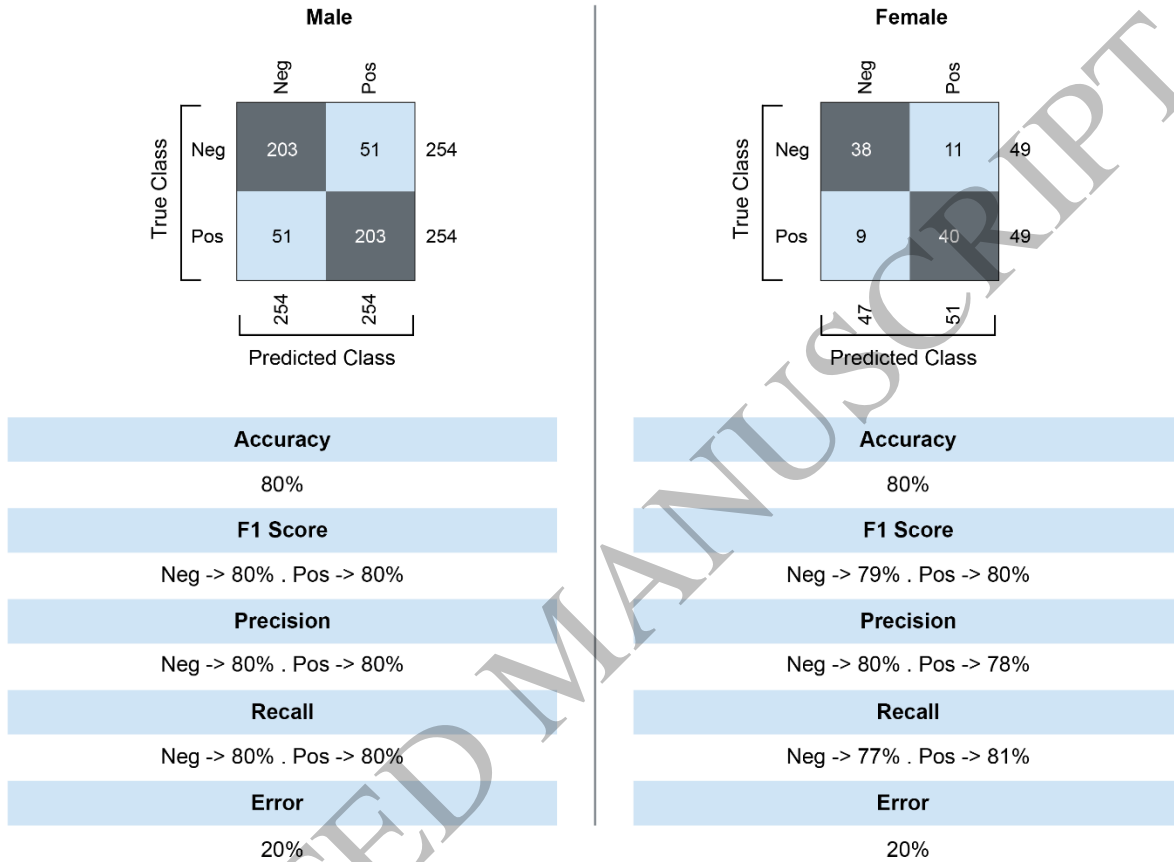 Male
Neg Pos
True Class
Neg 203 51 254
Pos 51 203 254
254 254
Predicted Class
Accuracy
80%
F1 Score
Neg -> 80% . Pos -> 80%
Precision
Neg -> 80% . Pos -> 80%
Recall
Neg -> 80% . Pos -> 80%
Error
20%
Female
Neg Pos
True Class
Neg 38 11 49
Pos 9 40 49
47 51
Predicted Class
Accuracy
80%
F1 Score
Neg -> 79% . Pos -> 80%
Precision
Neg -> 80% . Pos -> 78%
Recall
Neg -> 77% . Pos -> 81%
Error
20%
TED MANUSCRIPT